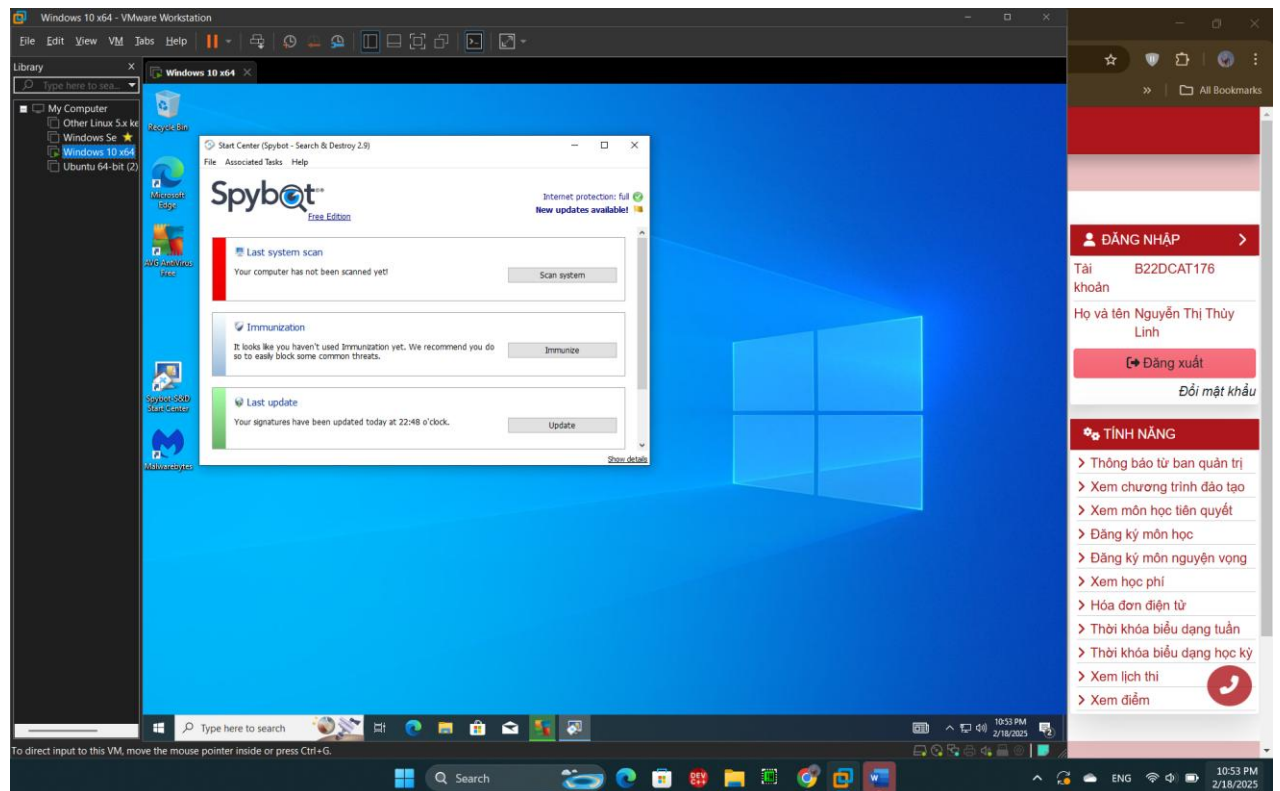 Windows 10 x64 - VMware Workstation
File Edit View VM Tabs Help
Library
Type here to sea...
My Computer
Other Linux 5.x ke
Windows Se
Windows 10 x64
Ubuntu 64-bit (2)
Windows 10 x64
Recycle Bin
Microsoft
Edge
AVG AntiVirus
Free
Spybot-S&D
Start Center
Malwarebytes
Start Center (Spybot - Search & Destroy 2.9)
File Associated Tasks Help
Spybot
Free Edition
Internet protection: full
New updates available!
Last system scan
Your computer has not been scanned yet!
Scan system
Immunization
It looks like you haven't used Immunization yet. We recommend you do
so to easily block some common threats.
Immunize
Last update
Your signatures have been updated today at 22:48 o'clock.
Update
Show details
Type here to search
10:53 PM
2/18/2025
To direct input to this VM, move the mouse pointer inside or press Ctrl+G.
All Bookmarks
ĐĂNG NHẬP
Tài khoản B22DCAT176
Họ và tên Nguyễn Thị Thùy
Linh
Đăng xuất
Đổi mật khẩu
TÍNH NĂNG
Thông báo từ ban quản trị
Xem chương trình đào tạo
Xem môn học tiên quyết
Đăng ký môn học
Đăng ký môn nguyện vọng
Xem học phí
Hóa đơn điện tử
Thời khóa biểu dạng tuần
Thời khóa biểu dạng học kỳ
Xem lịch thi
Xem điểm
Search
DEV
ENG
10:53 PM
2/18/2025